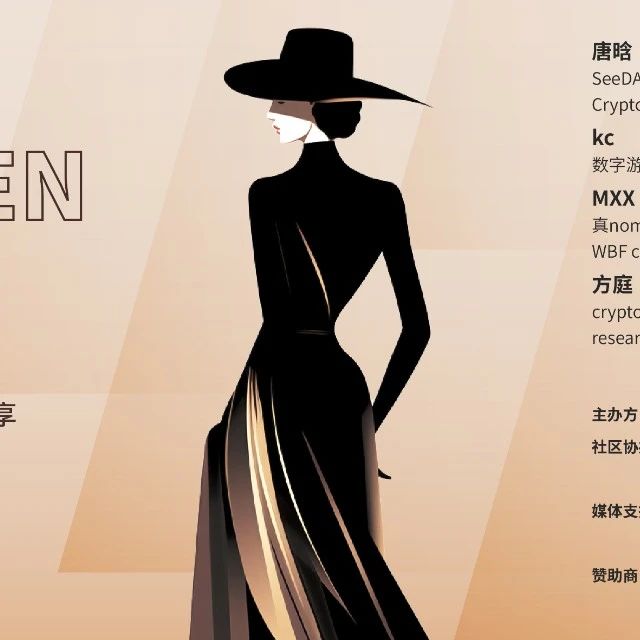 EN
享
唐晗
SeeDA
Crypto
kc
数字游
MXX
真nom
WBF c
方庭
crypto
resear
主办方
社区协
媒体支
赞助商